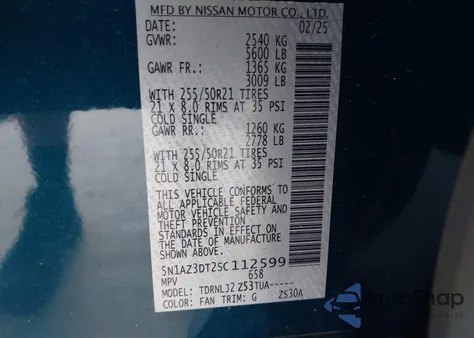 MFD BY NISSAN MOTOR CO., LTD.
DATE: 02/25
GVWR: 2540 KG
5600 LB
GAWR FR.: 1365 KG
3009 LB
WITH 255/50R21 TIRES
21 X 8.0 RIMS AT 35 PSI
COLD SINGLE
GAWR RR.: 1260 KG
2778 LB
WITH 255/50R21 TIRES
21 X 8.0 RIMS AT 35 PSI
COLD SINGLE
THIS VEHICLE CONFORMS TO
ALL APPLICABLE FEDERAL
MOTOR VEHICLE SAFETY AND
THEFT PREVENTION
STANDARDS IN EFFECT ON
THE DATE OF MANUFACTURE
SHOWN ABOVE.
5N1AZ3DT2SC112599
MPV 658
MODEL: TDRNLJ2 Z53TUA-----
COLOR: FAN TRIM: G ZS30A
AutoSnap